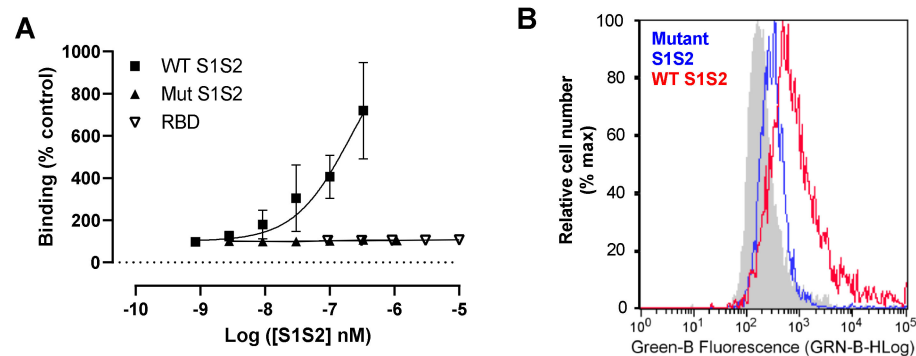 A
1000
800
600
400
200
0
Binding (% control)
WT S1S2
Mut S1S2
RBD
-10
-9
-8
-7
-6
-5
Log ([S1S2] nM)
B
100
80
60
40
20
0
Relative cell number
(% max)
Mutant
S1S2
WT S1S2
10⁰
10¹
10²
10³
10⁴
10⁵
Green-B Fluorescence (GRN-B-HLog)